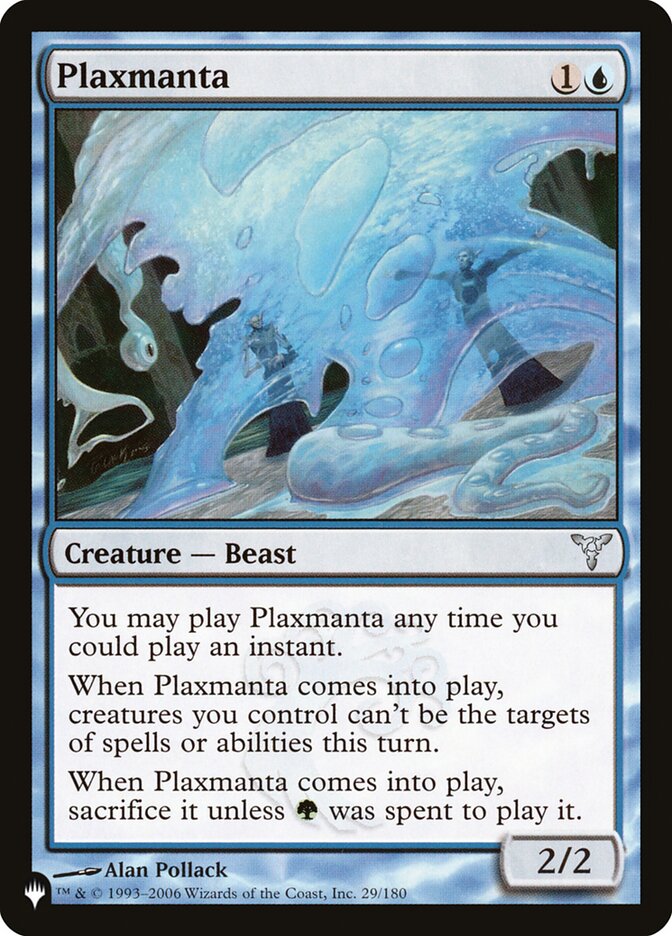 Plaxmanta 1
Creature — Beast
You may play Plaxmanta any time you
could play an instant.
When Plaxmanta comes into play,
creatures you control can't be the targets
of spells or abilities this turn.
When Plaxmanta comes into play,
sacrifice it unless was spent to play it.
2/2
Alan Pollack
™ & © 1993–2006 Wizards of the Coast, Inc. 29/180